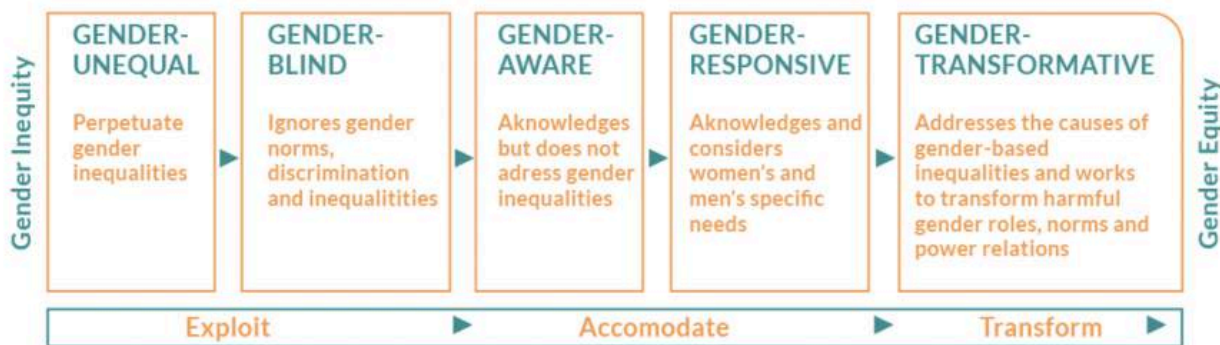 Gender Inequity
GENDER-
UNEQUAL
Perpetuate
gender
inequalities
GENDER-
BLIND
Ignores gender
norms,
discrimination
and inequalitities
GENDER-
AWARE
Aknowledges
but does not
adress gender
inequalities
GENDER-
RESPONSIVE
Aknowledges and
considers
women's and
men's specific
needs
GENDER-
TRANSFORMATIVE
Addresses the causes of
gender-based
inequalities and works
to transform harmful
gender roles, norms and
power relations
Gender Equity
Exploit
Accomodate
Transform